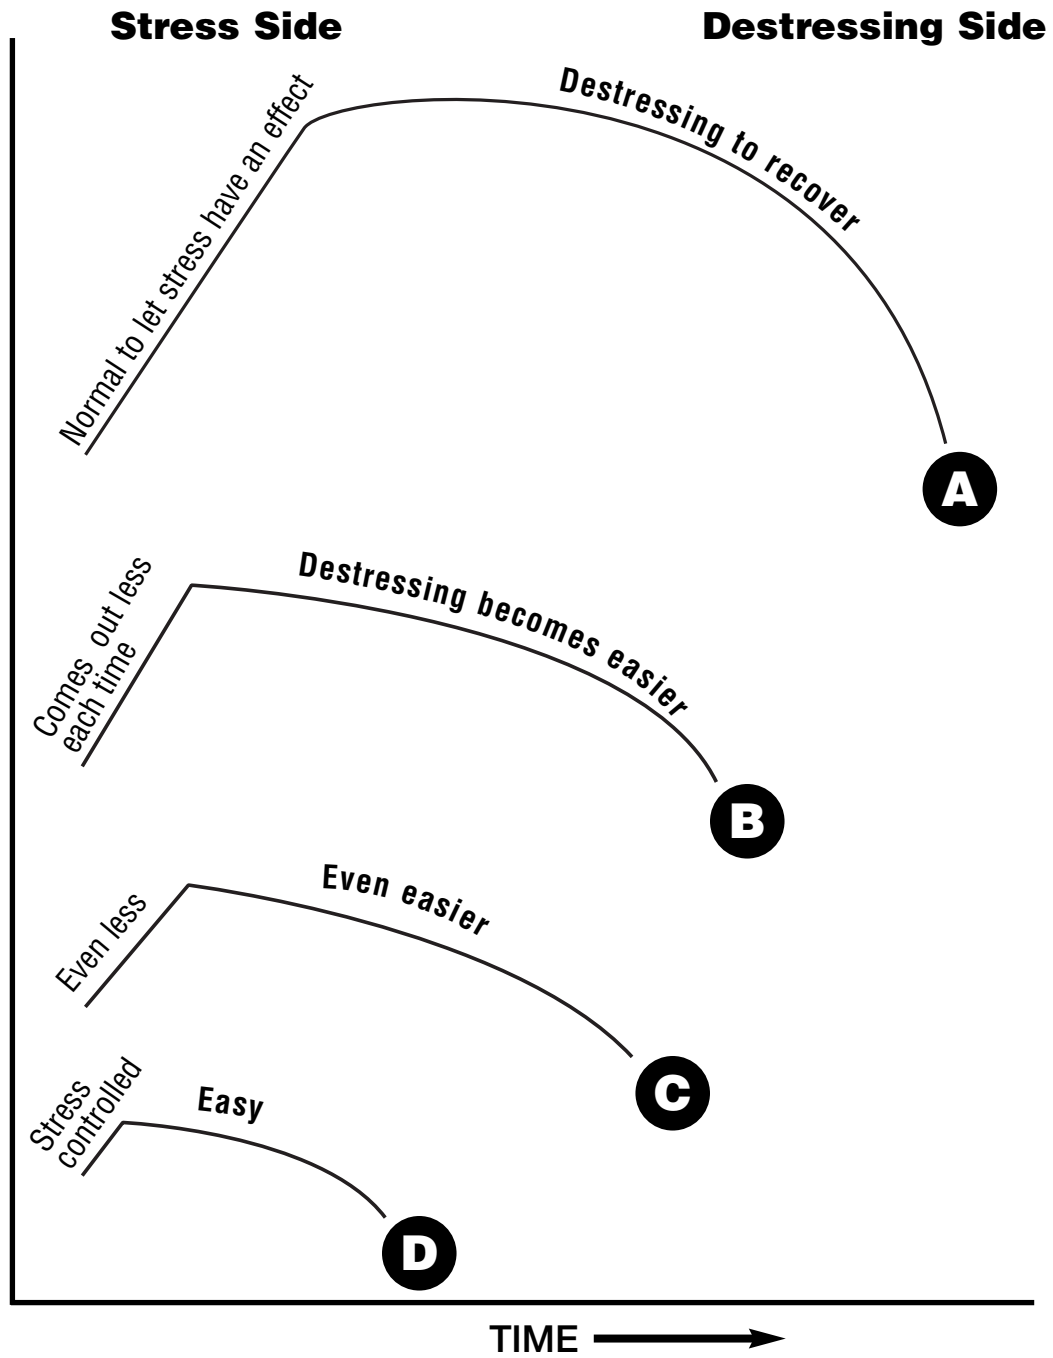 Stress Side
Destressing Side
Normal to let stress have an effect
Destressing to recover
A
Comes out less
each time
Destressing becomes easier
B
Even less
Even easier
C
Stress
controlled
Easy
D
TIME